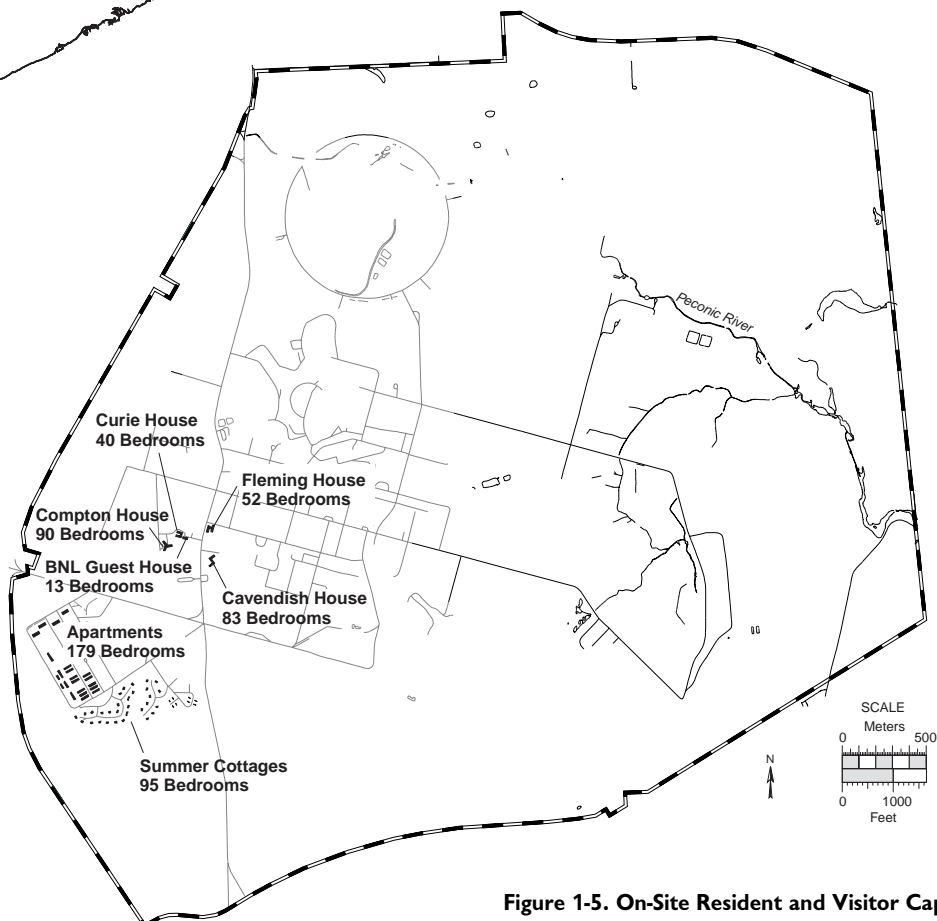 Peconic River
Curie House
40 Bedrooms
Fleming House
52 Bedrooms
Compton House
90 Bedrooms
BNL Guest House
13 Bedrooms
Cavendish House
83 Bedrooms
Apartments
179 Bedrooms
Summer Cottages
95 Bedrooms
N
SCALE
Meters
0 500
0 1000
Feet
Figure 1-5. On-Site Resident and Visitor Cap